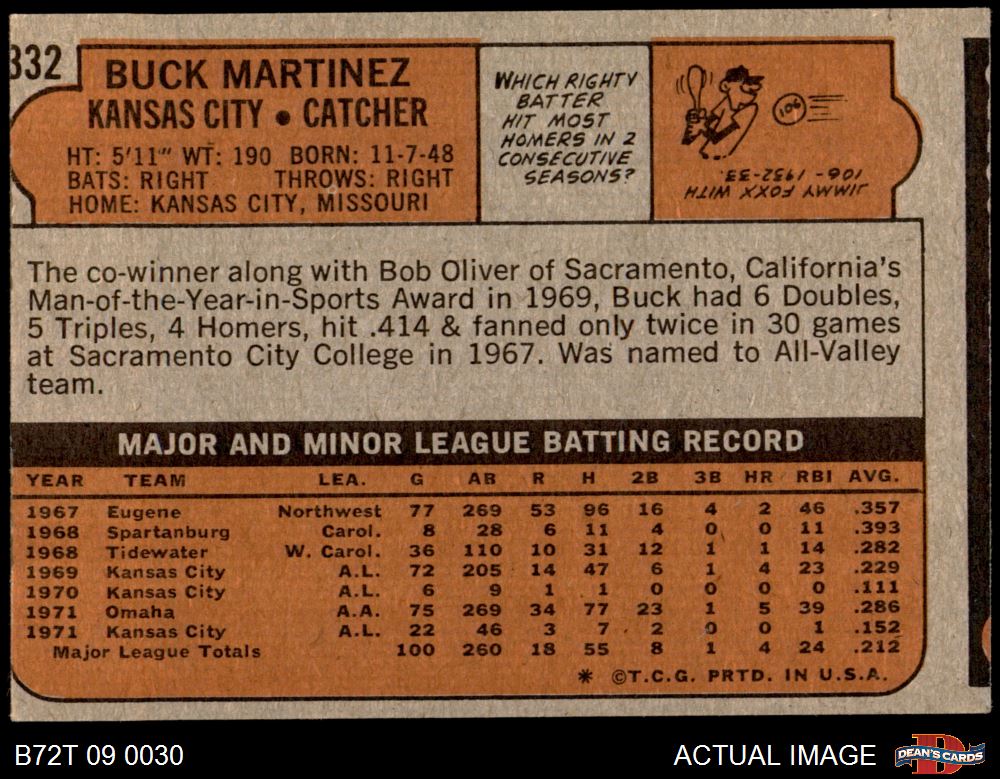 332
BUCK MARTINEZ
KANSAS CITY • CATCHER
HT: 5'11" WT: 190 BORN: 11-7-48
BATS: RIGHT THROWS: RIGHT
HOME: KANSAS CITY, MISSOURI
WHICH RIGHTY
BATTER
HIT MOST
HOMERS IN 2
CONSECUTIVE
SEASONS?
106
JIMMY FOXX WITH
106 - 1932-33.
The co-winner along with Bob Oliver of Sacramento, California's
Man-of-the-Year-in-Sports Award in 1969, Buck had 6 Doubles,
5 Triples, 4 Homers, hit .414 & fanned only twice in 30 games
at Sacramento City College in 1967. Was named to All-Valley
team.
MAJOR AND MINOR LEAGUE BATTING RECORD
YEAR TEAM LEA. G AB R H 2B 3B HR RBI AVG.
1967 Eugene Northwest 77 269 53 96 16 4 2 46 .357
1968 Spartanburg Carol. 8 28 6 11 4 0 0 11 .393
1968 Tidewater W. Carol. 36 110 10 31 12 1 1 14 .282
1969 Kansas City A.L. 72 205 14 47 6 1 4 23 .229
1970 Kansas City A.L. 6 9 1 1 0 0 0 0 .111
1971 Omaha A.A. 75 269 34 77 23 1 5 39 .286
1971 Kansas City A.L. 22 46 3 7 2 0 0 1 .152
Major League Totals 100 260 18 55 8 1 4 24 .212
* ©T.C.G. PRTD. IN U.S.A.
B72T 09 0030
ACTUAL IMAGE
D
DEAN'S CARDS